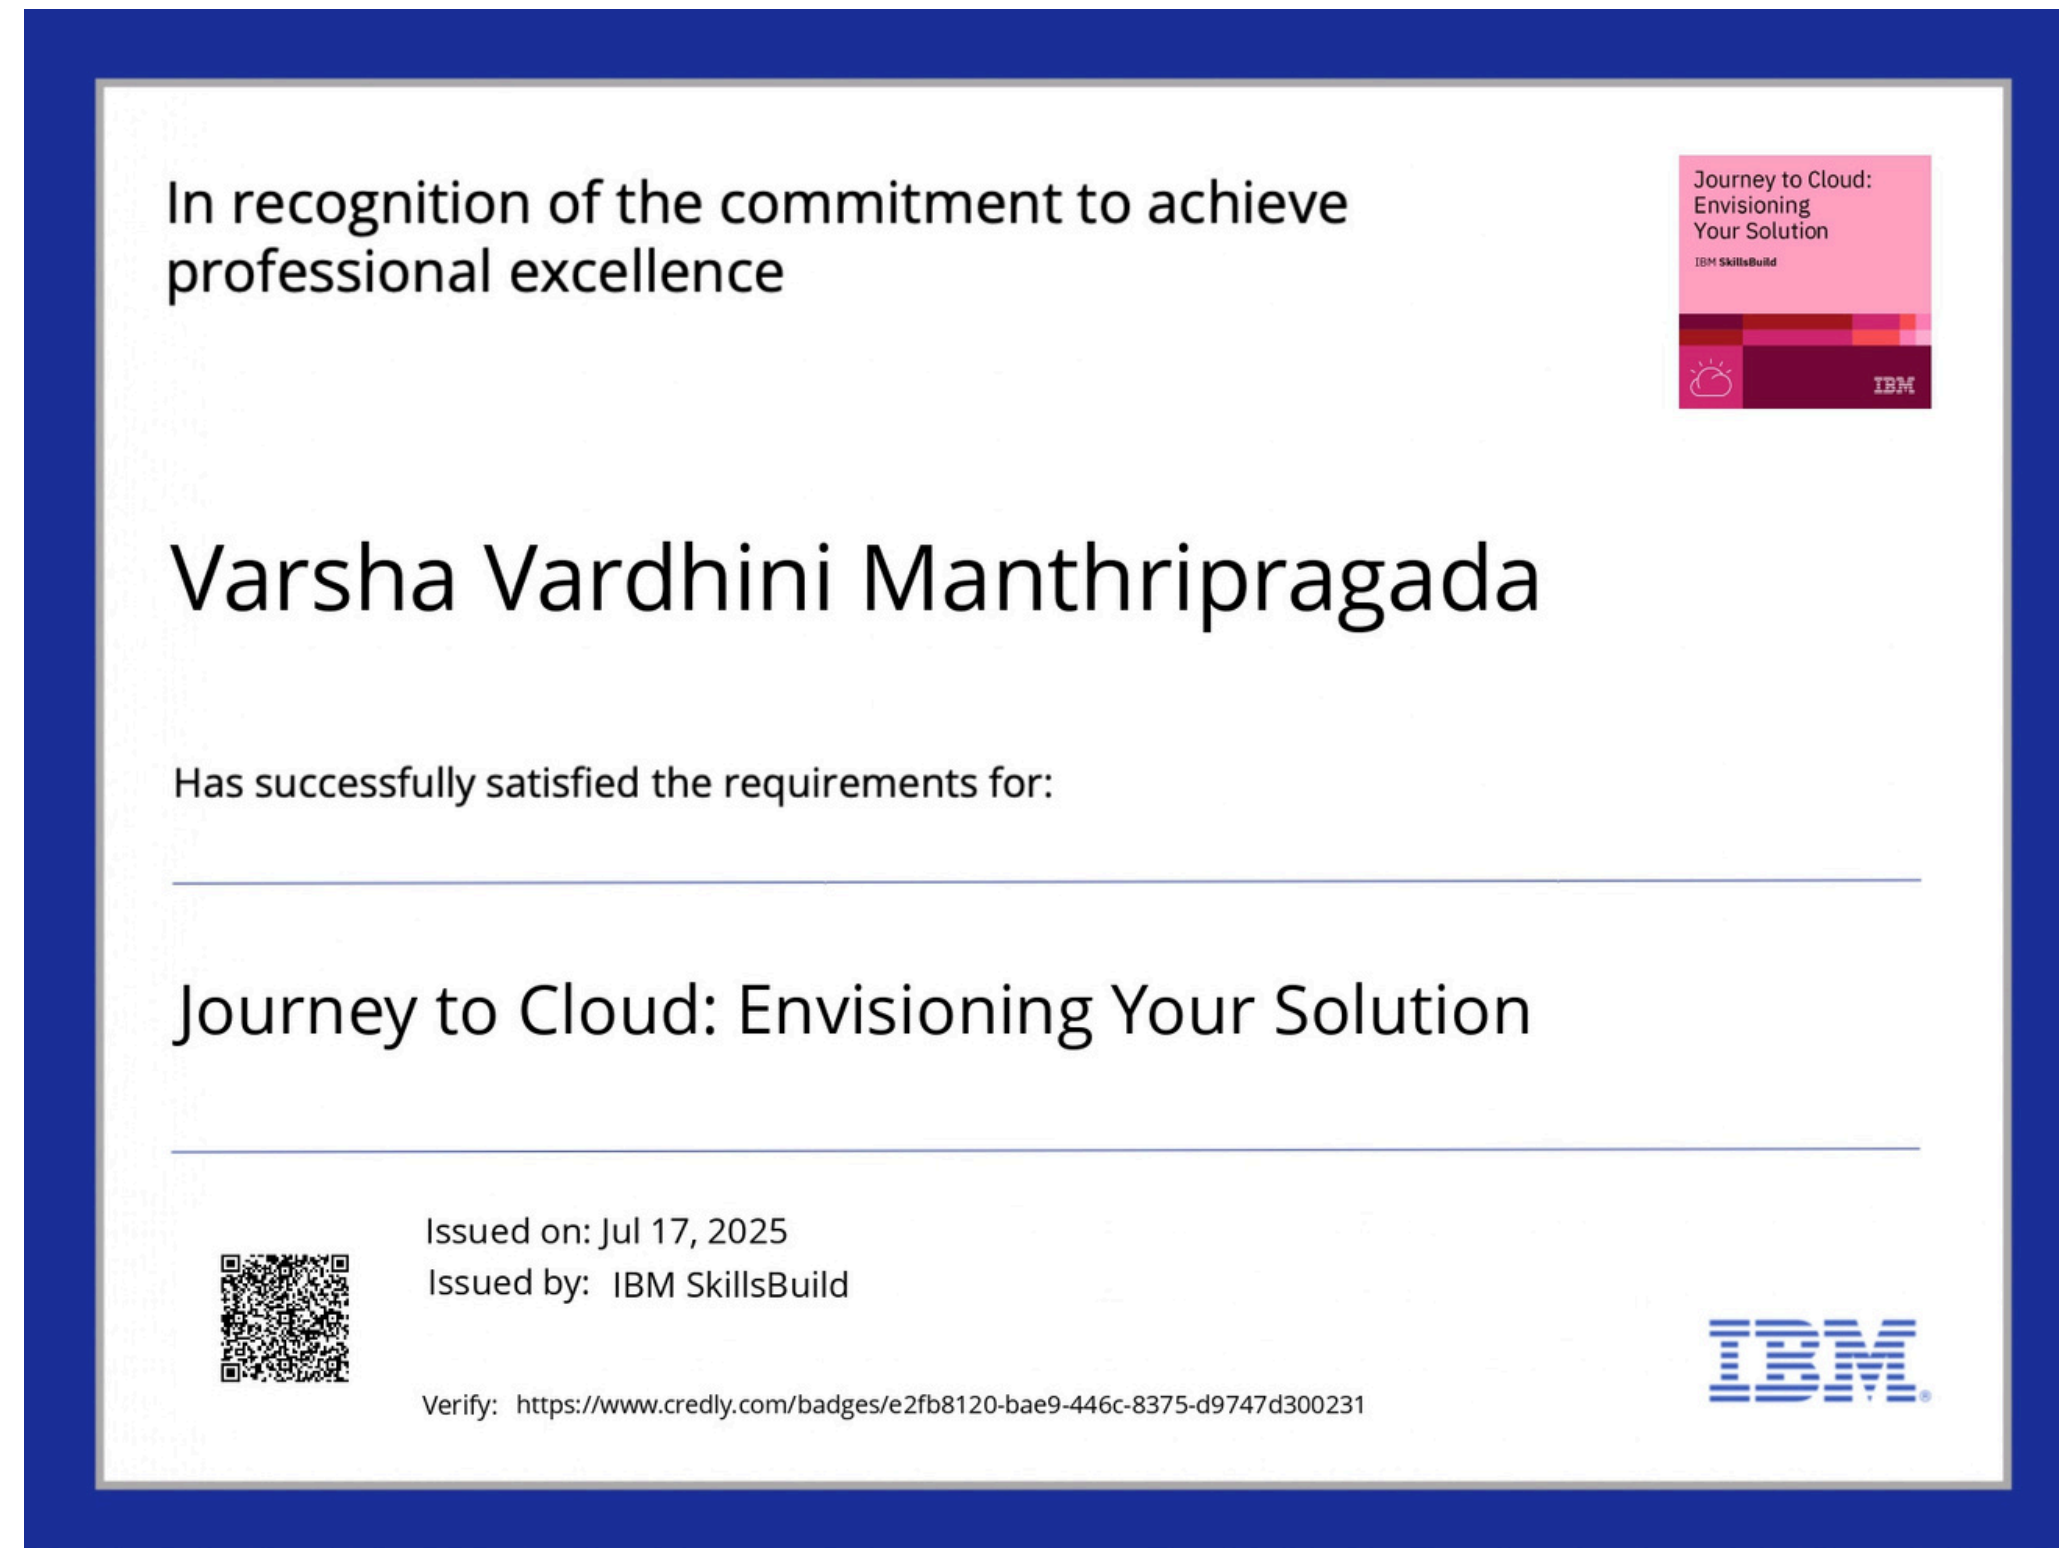 In recognition of the commitment to achieve
professional excellence
Journey to Cloud:
Envisioning
Your Solution
IBM SkillsBuild
IBM
Varsha Vardhini Manthripragada
Has successfully satisfied the requirements for:
Journey to Cloud: Envisioning Your Solution
Issued on: Jul 17, 2025
Issued by: IBM SkillsBuild
Verify: https://www.credly.com/badges/e2fb8120-bae9-446c-8375-d9747d300231
IBM®